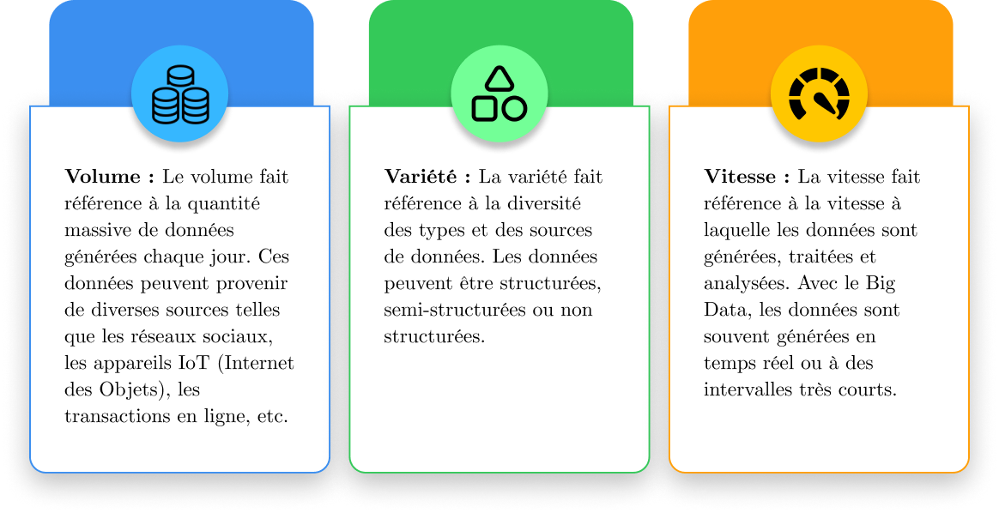 Volume : Le volume fait
référence à la quantité
massive de données
générées chaque jour. Ces
données peuvent provenir
de diverses sources telles
que les réseaux sociaux,
les appareils IoT (Internet
des Objets), les
transactions en ligne, etc.
Variété : La variété fait
référence à la diversité
des types et des sources
de données. Les données
peuvent être structurées,
semi-structurées ou non
structurées.
Vitesse : La vitesse fait
référence à la vitesse à
laquelle les données sont
générées, traitées et
analysées. Avec le Big
Data, les données sont
souvent générées en
temps réel ou à des
intervalles très courts.